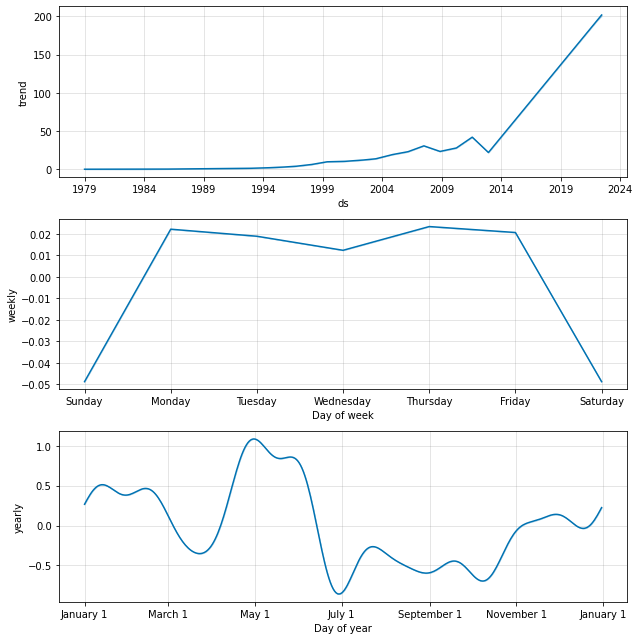 200
150
100
50
0
trend
1979 1984 1989 1994 1999 2004 2009 2014 2019 2024
ds
0.02
0.01
0.00
−0.01
−0.02
−0.03
−0.04
−0.05
weekly
Sunday Monday Tuesday Wednesday Thursday Friday Saturday
Day of week
1.0
0.5
0.0
−0.5
yearly
January 1 March 1 May 1 July 1 September 1 November 1 January 1
Day of year